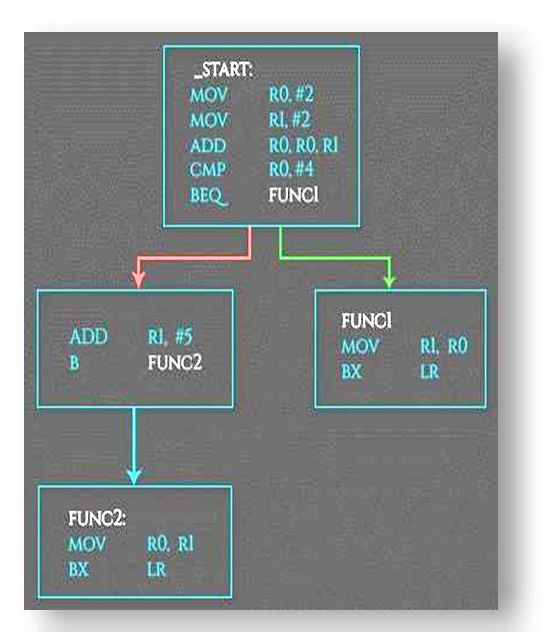 _START:
MOV R0, #2
MOV R1, #2
ADD R0, R0, R1
CMP R0, #4
BEQ FUNC1
ADD R1, #5
B FUNC2
FUNC1
MOV R1, R0
BX LR
FUNC2:
MOV R0, R1
BX LR